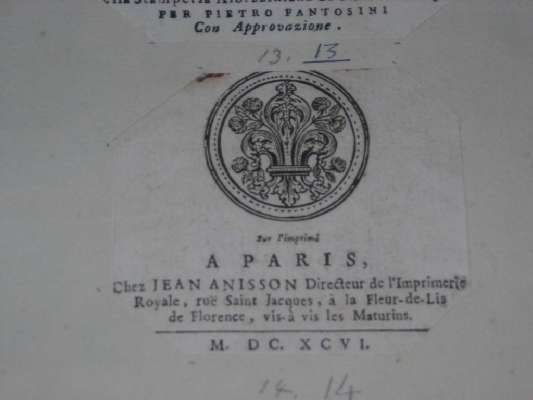 PER PIETRO FANTOSINI
Con Approvazione.
13. 13
Sur l'imprimé
A PARIS,
Chez JEAN ANISSON Directeur de l'Imprimerie
Royale, ruë Saint Jacques, à la Fleur-de-Lis
de Florence, vis-à vis les Maturins.
M. DC. XCVI.
14. 14